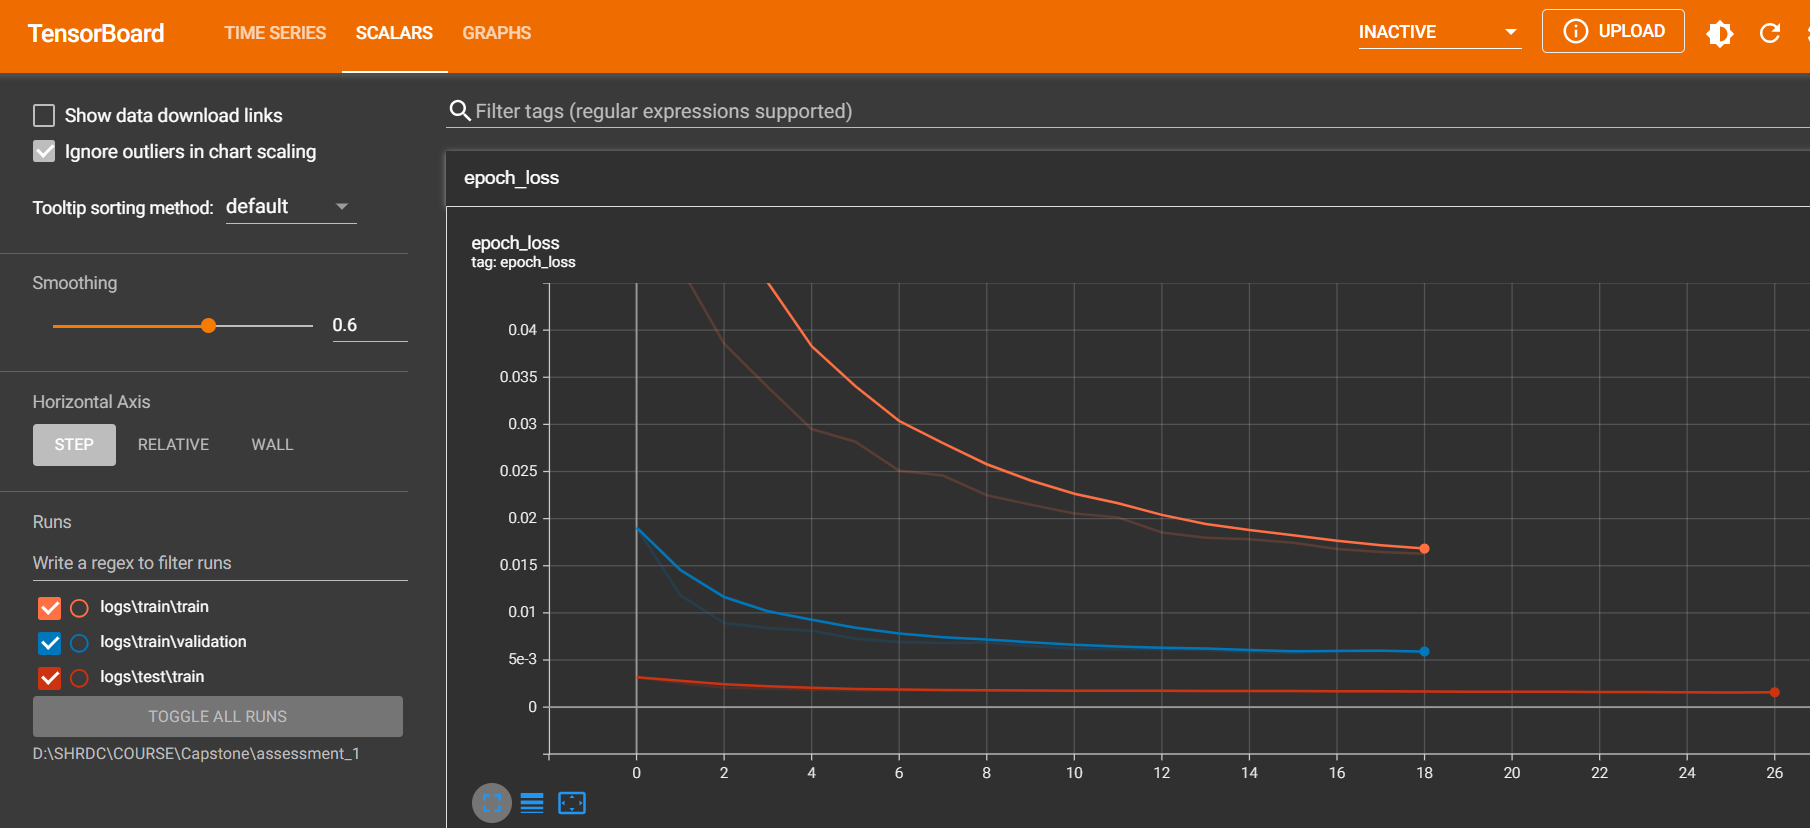 TensorBoard TIME SERIES SCALARS GRAPHS INACTIVE UPLOAD
Show data download links
Ignore outliers in chart scaling
Tooltip sorting method: default
Smoothing
0.6
Horizontal Axis
STEP RELATIVE WALL
Runs
Write a regex to filter runs
logs\train\train
logs\train\validation
logs\test\train
TOGGLE ALL RUNS
D:\SHRDC\COURSE\Capstone\assessment_1
Filter tags (regular expressions supported)
epoch_loss
epoch_loss
tag: epoch_loss
0.04
0.035
0.03
0.025
0.02
0.015
0.01
5e-3
0
0 2 4 6 8 10 12 14 16 18 20 22 24 26